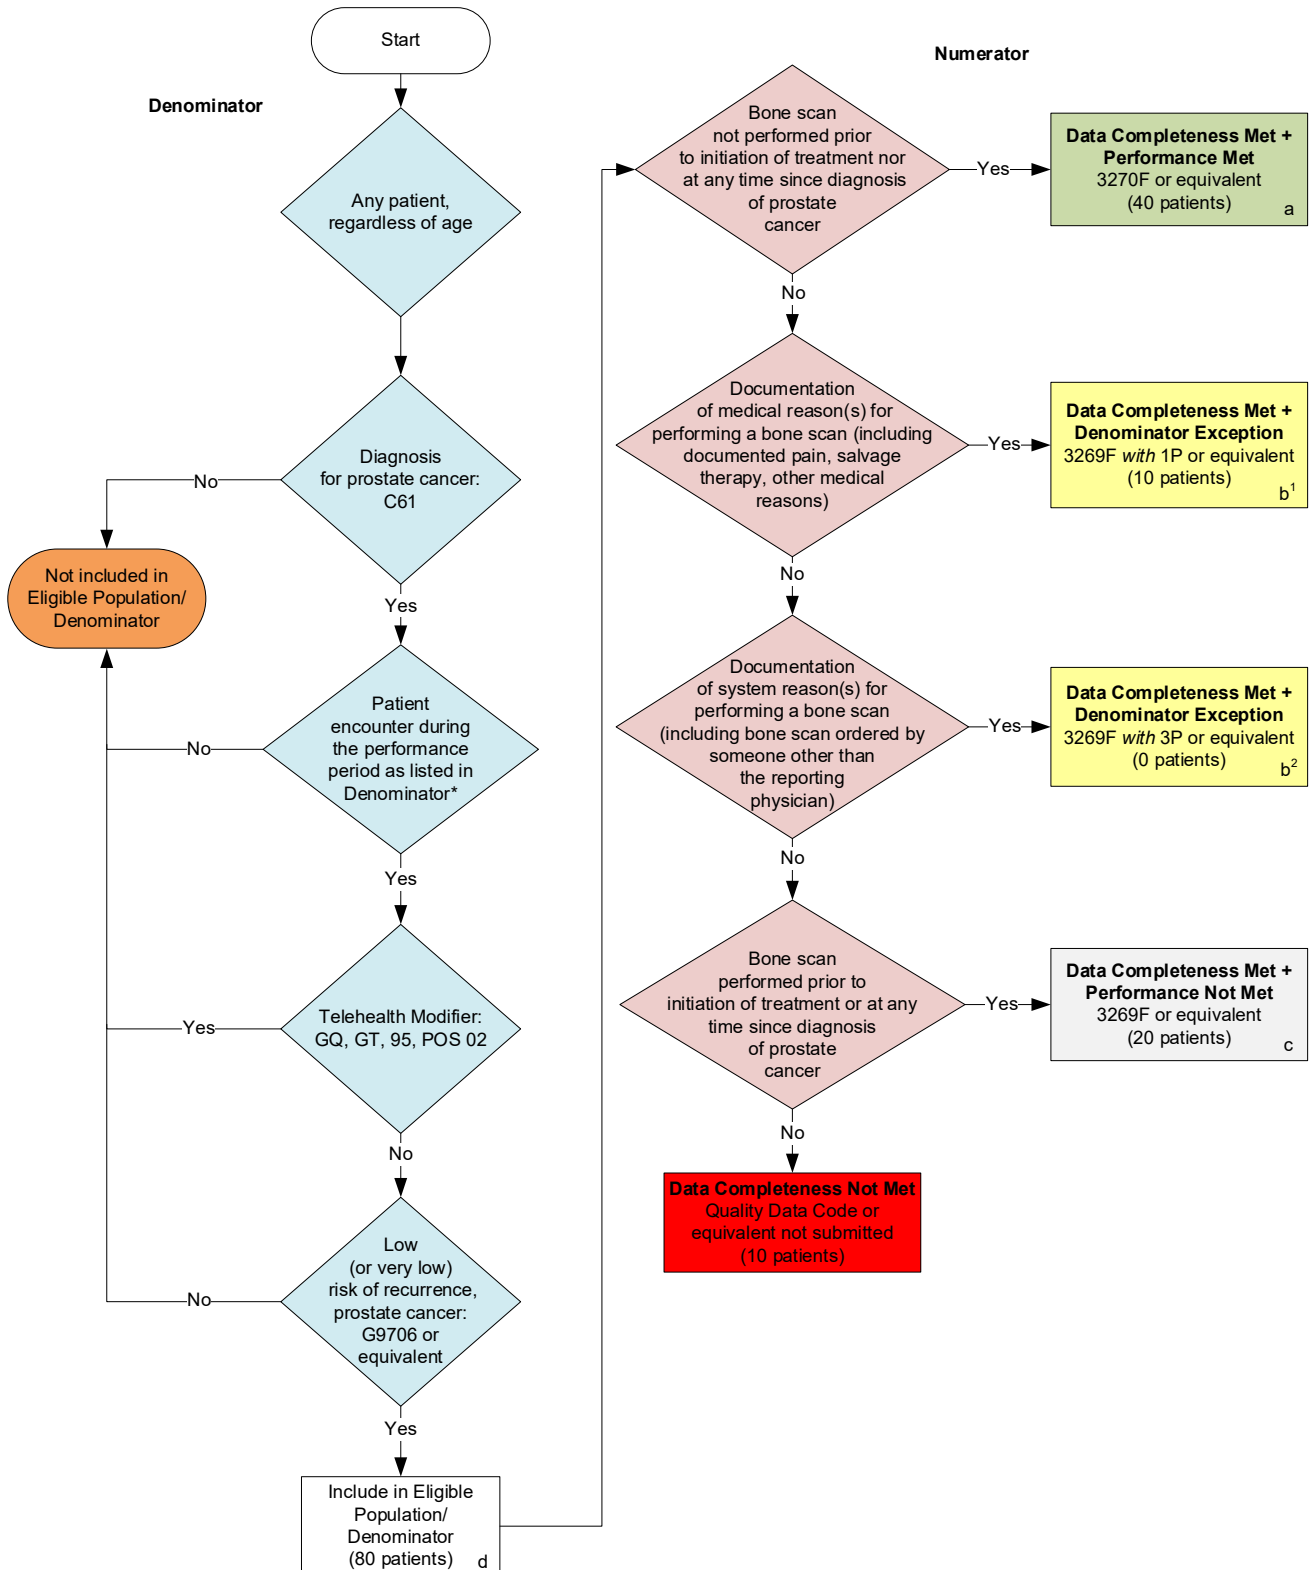 Start
Denominator
Any patient,
regardless of age
Diagnosis
for prostate cancer:
C61
No
Not included in
Eligible Population/
Denominator
Yes
Patient
encounter during
the performance
period as listed in
Denominator*
No
Yes
Telehealth Modifier:
GQ, GT, 95, POS 02
Yes
No
Low
(or very low)
risk of recurrence,
prostate cancer:
G9706 or
equivalent
No
Yes
Include in Eligible
Population/
Denominator
(80 patients) d
Numerator
Bone scan
not performed prior
to initiation of treatment nor
at any time since diagnosis
of prostate
cancer
Yes
Data Completeness Met +
Performance Met
3270F or equivalent
(40 patients)
a
No
Documentation
of medical reason(s) for
performing a bone scan (including
documented pain, salvage
therapy, other medical
reasons)
Yes
Data Completeness Met +
Denominator Exception
3269F with 1P or equivalent
(10 patients)
b1
No
Documentation
of system reason(s) for
performing a bone scan
(including bone scan ordered by
someone other than
the reporting
physician)
Yes
Data Completeness Met +
Denominator Exception
3269F with 3P or equivalent
(0 patients)
b2
No
Bone scan
performed prior to
initiation of treatment or at any
time since diagnosis
of prostate
cancer
Yes
Data Completeness Met +
Performance Not Met
3269F or equivalent
(20 patients)
c
No
Data Completeness Not Met
Quality Data Code or
equivalent not submitted
(10 patients)